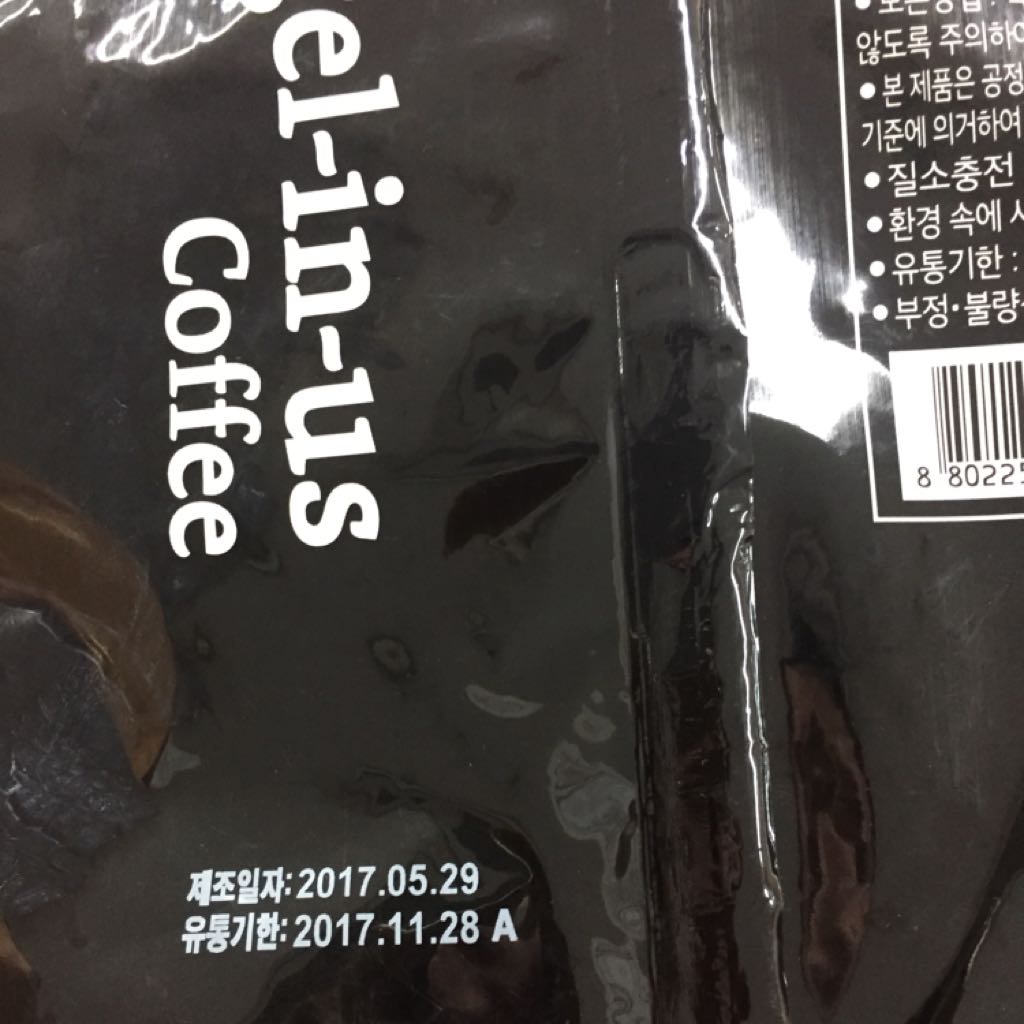 el-in-us
Coffee
않도록 주의하여
● 본 제품은 공정
기준에 의거하여
● 질소충전
● 환경 속에
● 유통기한 :
● 부정·불량
8 80225
제조일자: 2017.05.29
유통기한: 2017.11.28 A